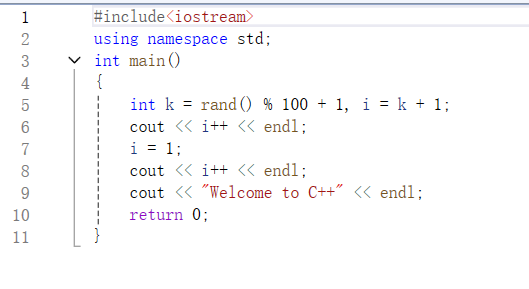 1 #include<iostream>
2 using namespace std;
3 int main()
4 {
5 int k = rand() % 100 + 1, i = k + 1;
6 cout << i++ << endl;
7 i = 1;
8 cout << i++ << endl;
9 cout << "Welcome to C++" << endl;
10 return 0;
11 }